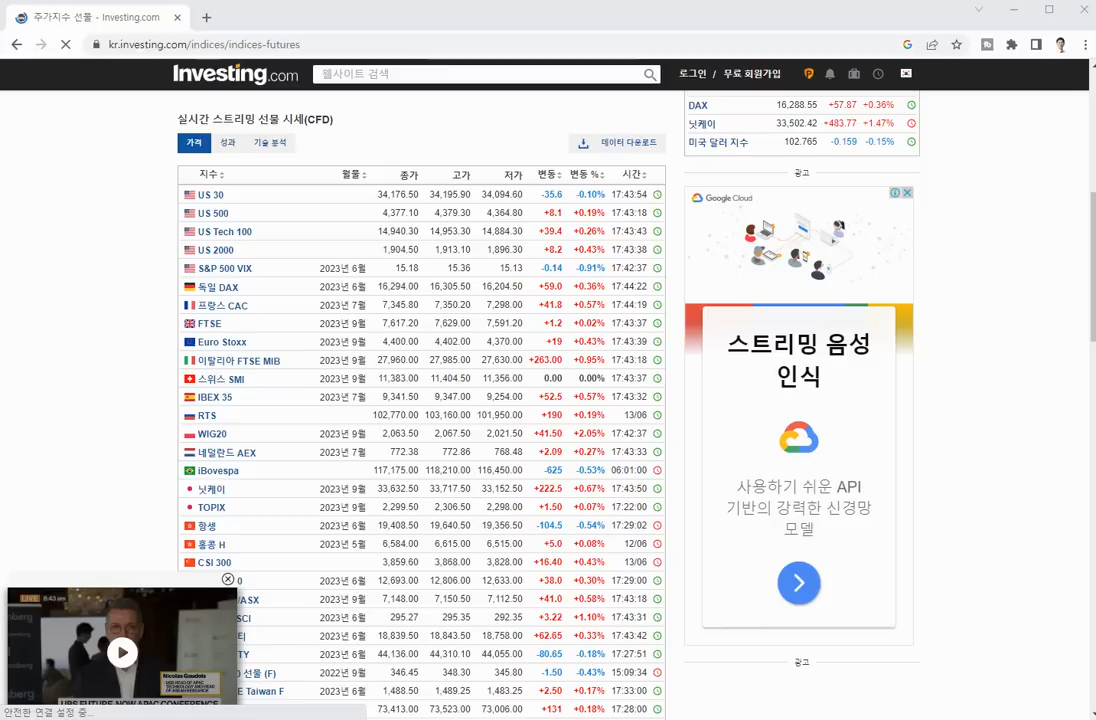 주가지수 선물 - Investing.com
kr.investing.com/indices/indices-futures
Investing.com 웹사이트 검색 로그인 / 무료 회원가입
실시간 스트리밍 선물 시세(CFD)
가격 성과 기술 분석 데이터 다운로드
지수 월물 종가 고가 저가 변동 변동 % 시간
US 30 34,176.50 34,195.90 34,094.60 -35.6 -0.10% 17:43:54
US 500 4,377.10 4,379.30 4,364.80 +8.1 +0.19% 17:43:18
US Tech 100 14,940.30 14,953.30 14,884.30 +39.4 +0.26% 17:43:43
US 2000 1,904.50 1,913.10 1,896.30 +8.2 +0.43% 17:43:38
S&P 500 VIX 2023년 6월 15.18 15.36 15.13 -0.14 -0.91% 17:42:37
독일 DAX 2023년 6월 16,294.00 16,305.50 16,204.50 +59.0 +0.36% 17:44:22
프랑스 CAC 2023년 7월 7,345.80 7,350.20 7,298.00 +41.8 +0.57% 17:44:19
FTSE 2023년 9월 7,617.20 7,629.00 7,591.20 +1.2 +0.02% 17:43:37
Euro Stoxx 2023년 9월 4,400.00 4,402.00 4,370.00 +19 +0.43% 17:43:39
이탈리아 FTSE MIB 2023년 9월 27,960.00 27,985.00 27,630.00 +263.00 +0.95% 17:43:18
스위스 SMI 2023년 9월 11,383.00 11,404.50 11,356.00 0.00 0.00% 17:43:37
IBEX 35 2023년 7월 9,341.50 9,347.00 9,254.00 +52.5 +0.57% 17:43:32
RTS 102,770.00 103,160.00 101,950.00 +190 +0.19% 13/06
WIG20 2023년 9월 2,063.50 2,067.50 2,021.50 +41.50 +2.05% 17:42:37
네덜란드 AEX 2023년 7월 772.38 772.86 768.48 +2.09 +0.27% 17:43:33
iBovespa 117,175.00 118,210.00 116,450.00 -625 -0.53% 06:01:00
닛케이 2023년 9월 33,632.50 33,717.50 33,152.50 +222.5 +0.67% 17:43:50
TOPIX 2023년 9월 2,299.50 2,306.50 2,298.00 +1.50 +0.07% 17:22:00
항셍 2023년 6월 19,408.50 19,640.50 19,356.50 -104.5 -0.54% 17:29:02
홍콩 H 2023년 5월 6,584.00 6,615.00 6,515.00 +5.0 +0.08% 12/06
CSI 300 3,859.60 3,868.00 3,828.00 +16.40 +0.43% 13/06
0 2023년 6월 12,693.00 12,806.00 12,633.00 +38.0 +0.30% 17:29:00
/ASX 2023년 9월 7,148.00 7,150.50 7,112.50 +41.0 +0.58% 17:43:18
SCI 2023년 6월 295.27 295.35 292.35 +3.22 +1.10% 17:43:31
티 2023년 6월 18,839.50 18,843.50 18,758.00 +62.65 +0.33% 17:43:42
TY 2023년 6월 44,136.00 44,310.00 44,055.00 -80.65 -0.18% 17:27:51
0 선물 (F) 2022년 9월 346.45 348.30 344.95 -1.50 -0.43% 15:09:34
E Taiwan F 2023년 6월 1,488.50 1,489.25 1,483.25 +2.50 +0.17% 17:33:00
73,413.00 73,523.00 73,006.00 +131 +0.18% 17:28:00
DAX 16,288.55 +57.87 +0.36%
닛케이 33,502.42 +483.77 +1.47%
미국 달러 지수 102.765 -0.159 -0.15%
광고
Google Cloud
스트리밍 음성
인식
사용하기 쉬운 API
기반의 강력한 신경망
모델
광고
LIVE 8:43 am
Nicolas Gaudois
UBS HEAD OF APAC
TECHNOLOGY AND HEAD
OF ASEAN RESEARCH
안전한 연결 설정 중...